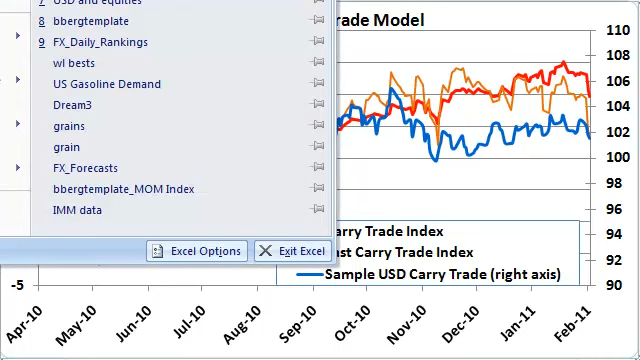 7 USD and equities
8 bbergtemplate
9 FX_Daily_Rankings
wl bests
US Gasoline Demand
Dream3
grains
grain
FX_Forecasts
bbergtemplate_MOM Index
IMM data
Excel Options
Exit Excel
rade Model
110
108
106
104
102
100
98
96
94
92
90
arry Trade Index
ast Carry Trade Index
Sample USD Carry Trade (right axis)
-5
Apr-10
May-10
Jun-10
Jul-10
Aug-10
Sep-10
Oct-10
Nov-10
Dec-10
Jan-11
Feb-11